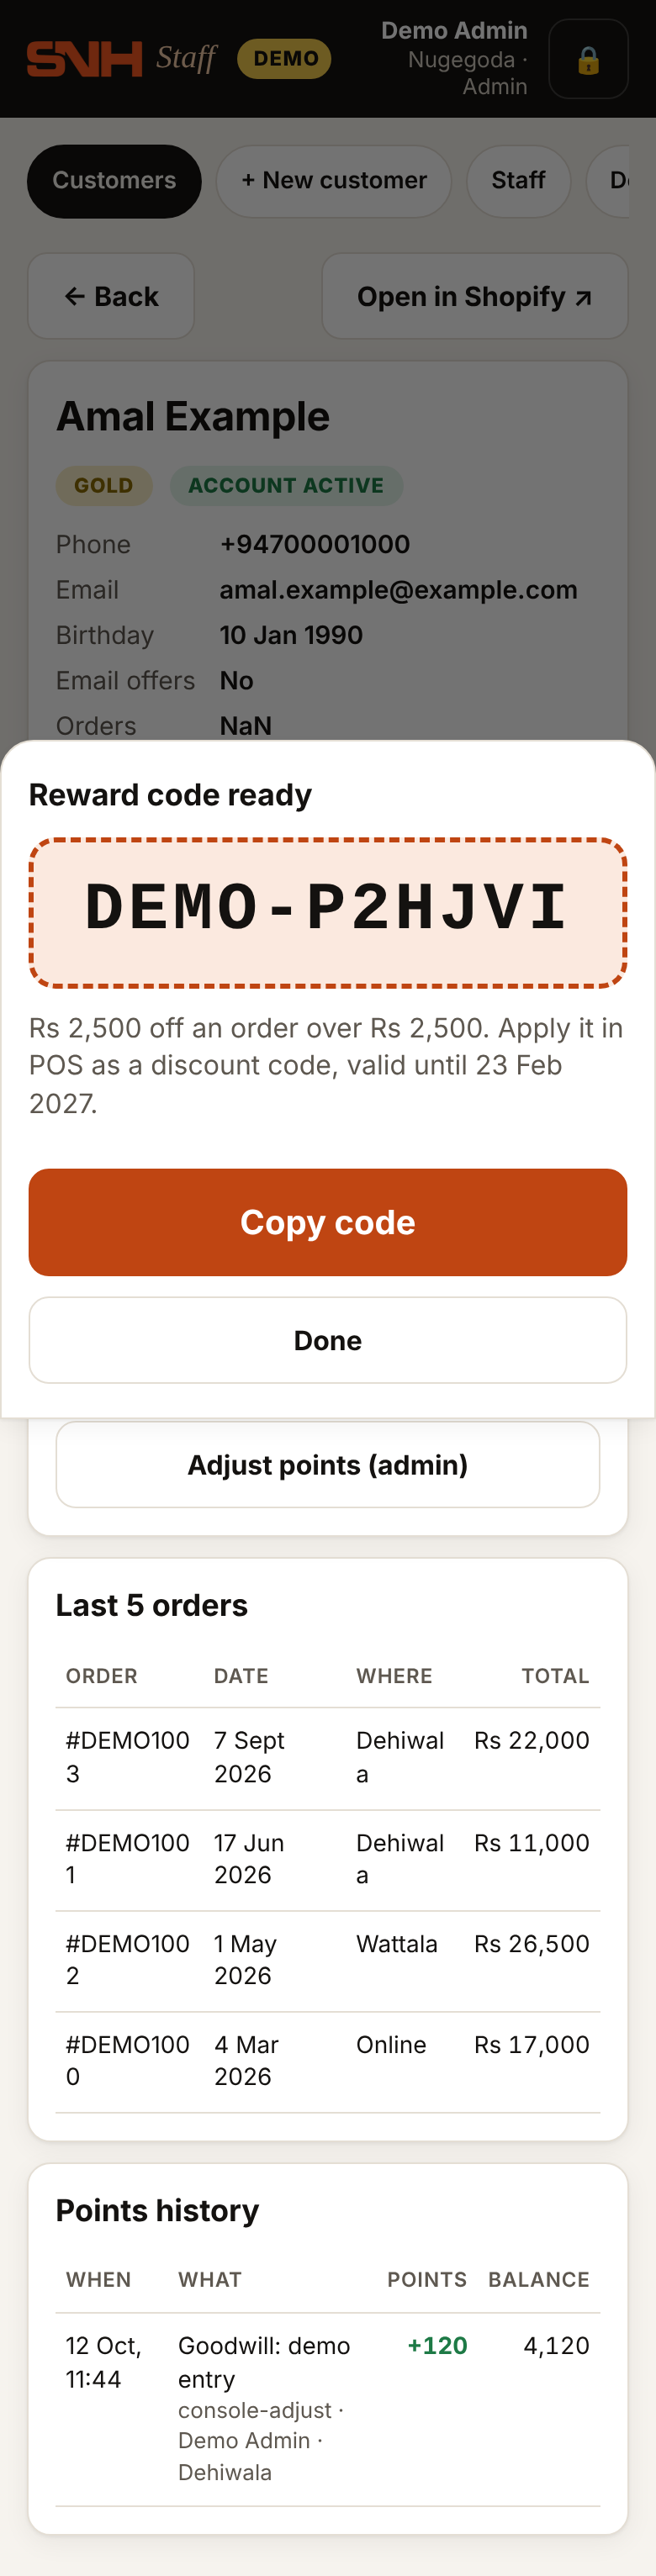 SNH Staff DEMO
Demo Admin
Nugegoda ·
Admin
Customers + New customer Staff
← Back Open in Shopify ↗
Amal Example
GOLD ACCOUNT ACTIVE
Phone +94700001000
Email amal.example@example.com
Birthday 10 Jan 1990
Email offers No
Orders NaN
Reward code ready
DEMO-P2HJVI
Rs 2,500 off an order over Rs 2,500. Apply it in
POS as a discount code, valid until 23 Feb
2027.
Copy code
Done
Adjust points (admin)
Last 5 orders
ORDER DATE WHERE TOTAL
#DEMO100 7 Sept Dehiwal Rs 22,000
3 2026 a
#DEMO100 17 Jun Dehiwal Rs 11,000
1 2026 a
#DEMO100 1 May Wattala Rs 26,500
2 2026
#DEMO100 4 Mar Online Rs 17,000
0 2026
Points history
WHEN WHAT POINTS BALANCE
12 Oct, Goodwill: demo +120 4,120
11:44 entry
console-adjust ·
Demo Admin ·
Dehiwala